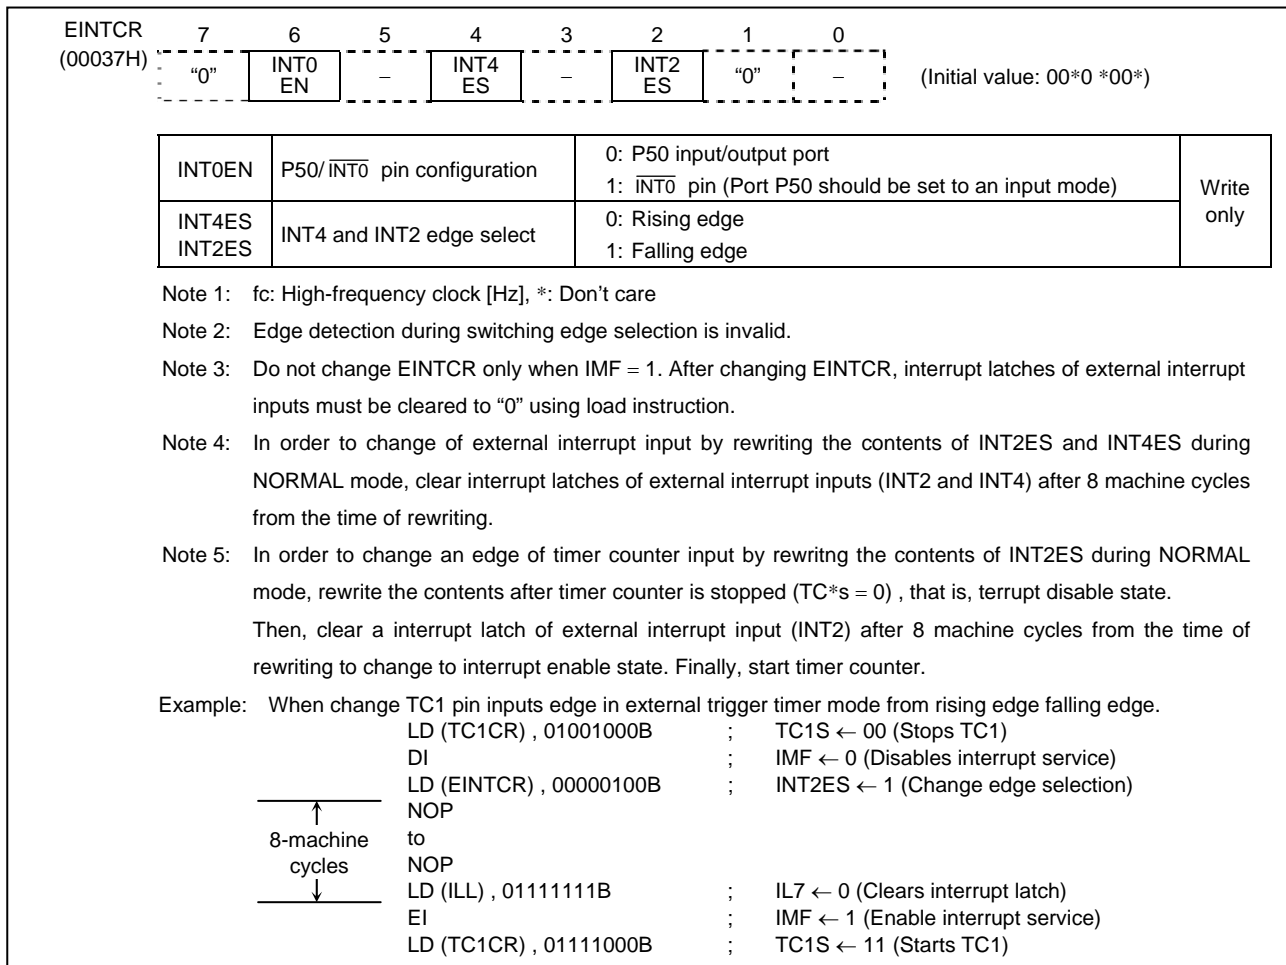 EINTCR 7 6 5 4 3 2 1 0
(00037H) “0” INT0 EN – INT4 ES – INT2 ES “0” – (Initial value: 00*0 *00*)
INT0EN P50/INT0 pin configuration 0: P50 input/output port
1: INT0 pin (Port P50 should be set to an input mode) Write only
INT4ES INT2ES INT4 and INT2 edge select 0: Rising edge
1: Falling edge
Note 1: fc: High-frequency clock [Hz], *: Don't care
Note 2: Edge detection during switching edge selection is invalid.
Note 3: Do not change EINTCR only when IMF = 1. After changing EINTCR, interrupt latches of external interrupt
inputs must be cleared to “0” using load instruction.
Note 4: In order to change of external interrupt input by rewriting the contents of INT2ES and INT4ES during
NORMAL mode, clear interrupt latches of external interrupt inputs (INT2 and INT4) after 8 machine cycles
from the time of rewriting.
Note 5: In order to change an edge of timer counter input by rewritng the contents of INT2ES during NORMAL
mode, rewrite the contents after timer counter is stopped (TC*s = 0) , that is, terrupt disable state.
Then, clear a interrupt latch of external interrupt input (INT2) after 8 machine cycles from the time of
rewriting to change to interrupt enable state. Finally, start timer counter.
Example: When change TC1 pin inputs edge in external trigger timer mode from rising edge falling edge.
LD (TC1CR) , 01001000B ; TC1S ← 00 (Stops TC1)
DI ; IMF ← 0 (Disables interrupt service)
LD (EINTCR) , 00000100B ; INT2ES ← 1 (Change edge selection)
NOP
8-machine to
cycles NOP
LD (ILL) , 01111111B ; IL7 ← 0 (Clears interrupt latch)
EI ; IMF ← 1 (Enable interrupt service)
LD (TC1CR) , 01111000B ; TC1S ← 11 (Starts TC1)